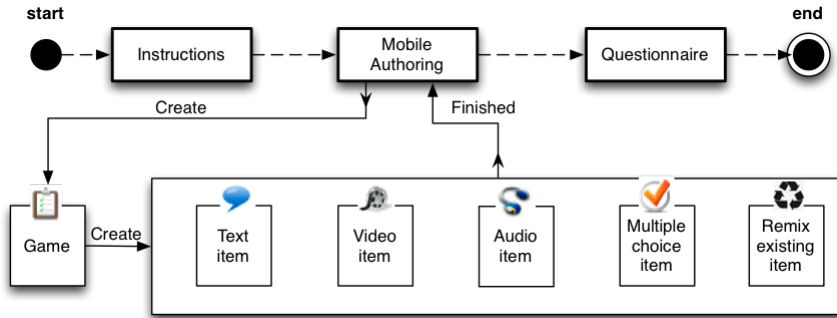 start
end
Instructions
Mobile
Authoring
Questionnaire
Create
Finished
Game
Create
Text
item
Video
item
Audio
item
Multiple
choice
item
Remix
existing
item